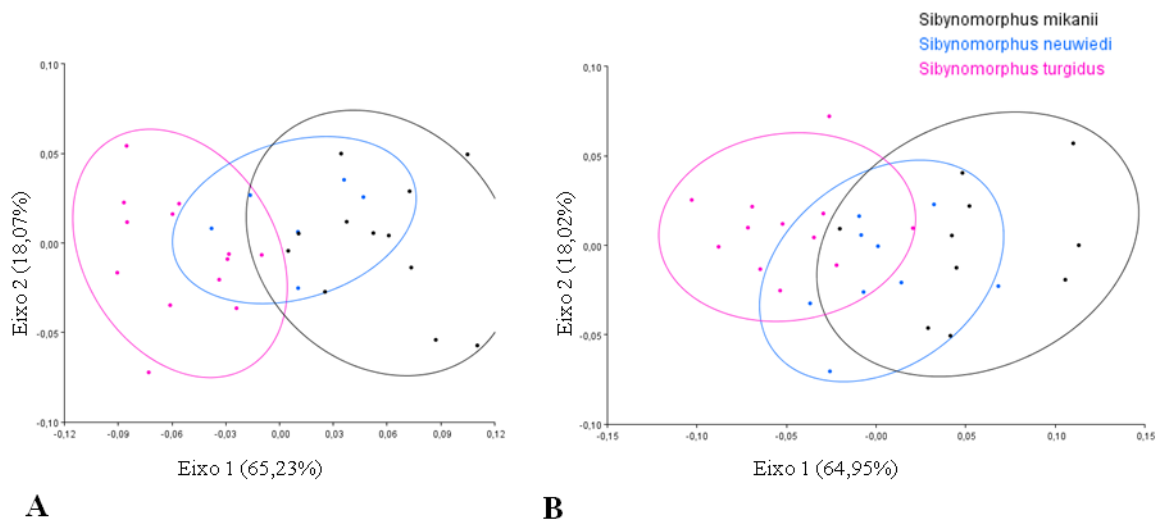 Sibynomorphus mikanii
Sibynomorphus neuwiedi
Sibynomorphus turgidus
0,10
0,05
0,00
-0,05
-0,10
Eixo 2 (18,07%)
-0,12 -0,09 -0,06 -0,03 0,00 0,03 0,06 0,09 0,12
Eixo 1 (65,23%)
A
0,10
0,05
0,00
-0,05
-0,10
Eixo 2 (18,02%)
-0,15 -0,10 -0,05 -0,00 0,05 0,10 0,15
Eixo 1 (64,95%)
B